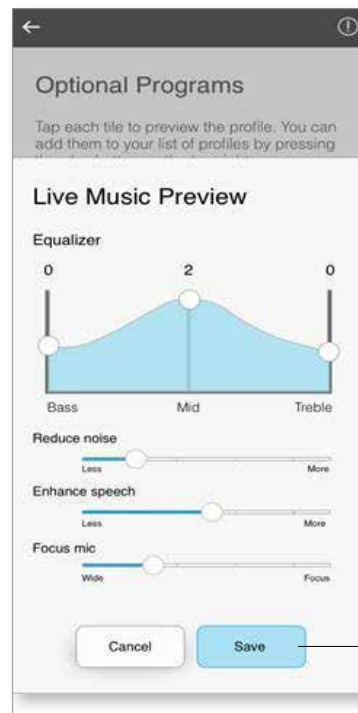 Optional Programs
Tap each tile to preview the profile. You can
add them to your list of profiles by pressing
Live Music Preview
Equalizer
0 2 0
Bass Mid Treble
Reduce noise
Less More
Enhance speech
Less More
Focus mic
Wide Focus
Cancel Save